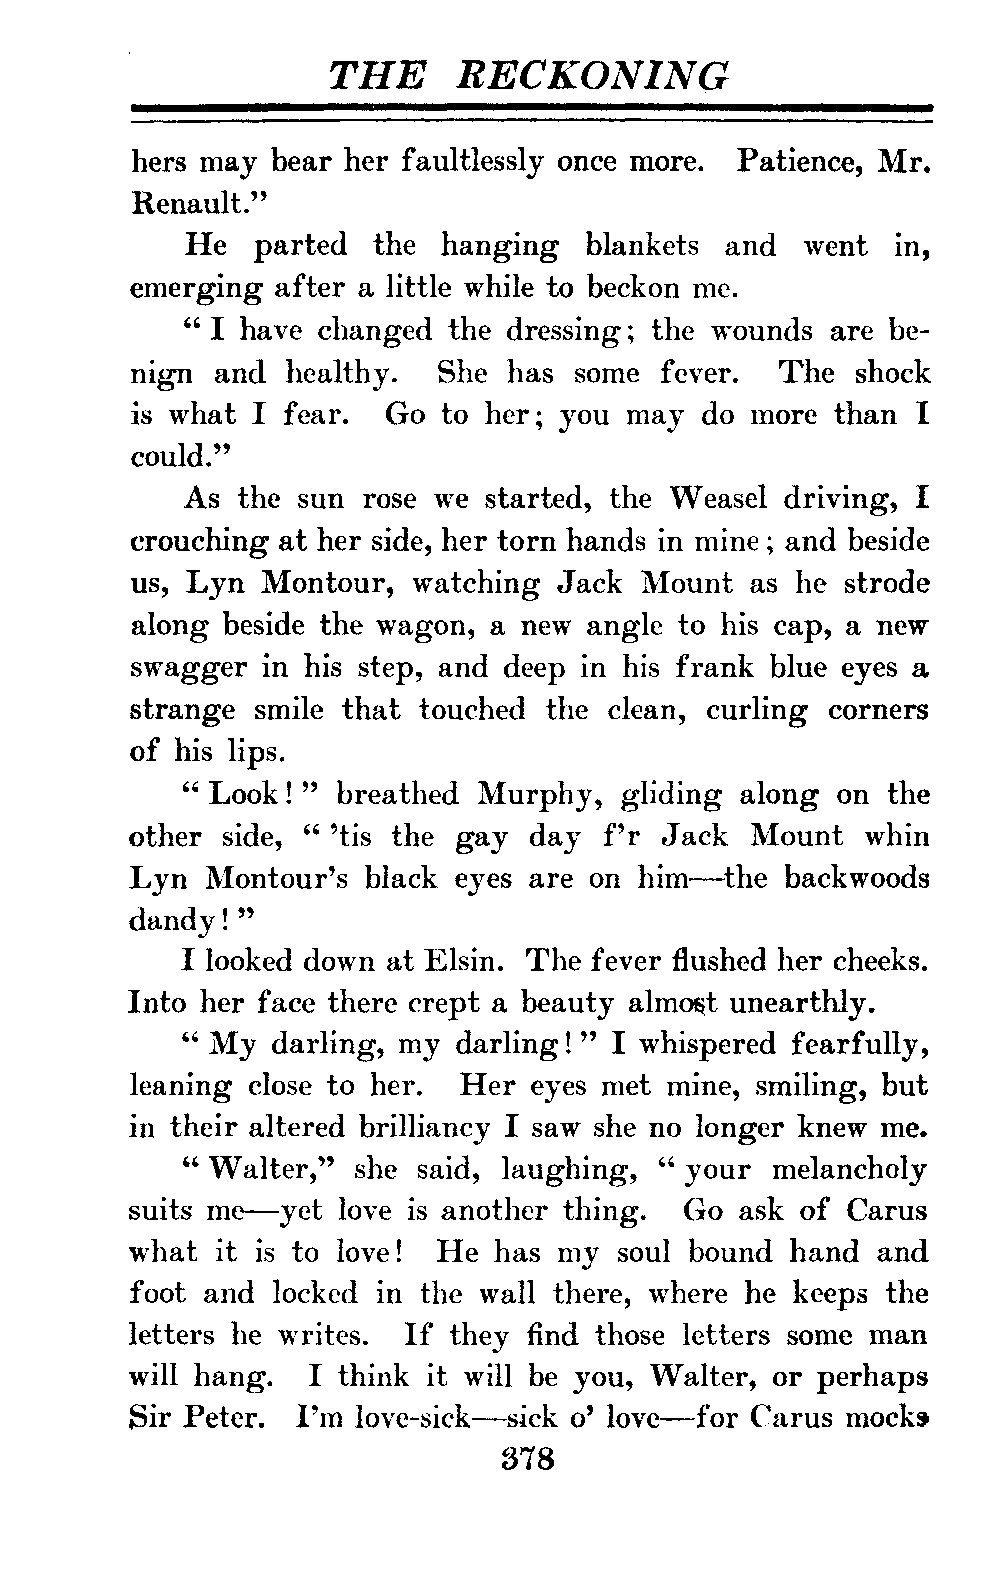 THE RECKONING
hers may bear her faultlessly once more. Patience, Mr.
Renault.”
He parted the hanging blankets and went in,
emerging after a little while to beckon me.
“ I have changed the dressing; the wounds are be-
nign and healthy. She has some fever. The shock
is what I fear. Go to her; you may do more than I
could.”
As the sun rose we started, the Weasel driving, I
crouching at her side, her torn hands in mine; and beside
us, Lyn Montour, watching Jack Mount as he strode
along beside the wagon, a new angle to his cap, a new
swagger in his step, and deep in his frank blue eyes a
strange smile that touched the clean, curling corners
of his lips.
“ Look! ” breathed Murphy, gliding along on the
other side, “ ’tis the gay day f’r Jack Mount whin
Lyn Montour’s black eyes are on him—the backwoods
dandy! ”
I looked down at Elsin. The fever flushed her cheeks.
Into her face there crept a beauty almost unearthly.
“ My darling, my darling! ” I whispered fearfully,
leaning close to her. Her eyes met mine, smiling, but
in their altered brilliancy I saw she no longer knew me.
“ Walter,” she said, laughing, “ your melancholy
suits me—yet love is another thing. Go ask of Carus
what it is to love! He has my soul bound hand and
foot and locked in the wall there, where he keeps the
letters he writes. If they find those letters some man
will hang. I think it will be you, Walter, or perhaps
Sir Peter. I’m love-sick—sick o’ love—for Carus mocks
378